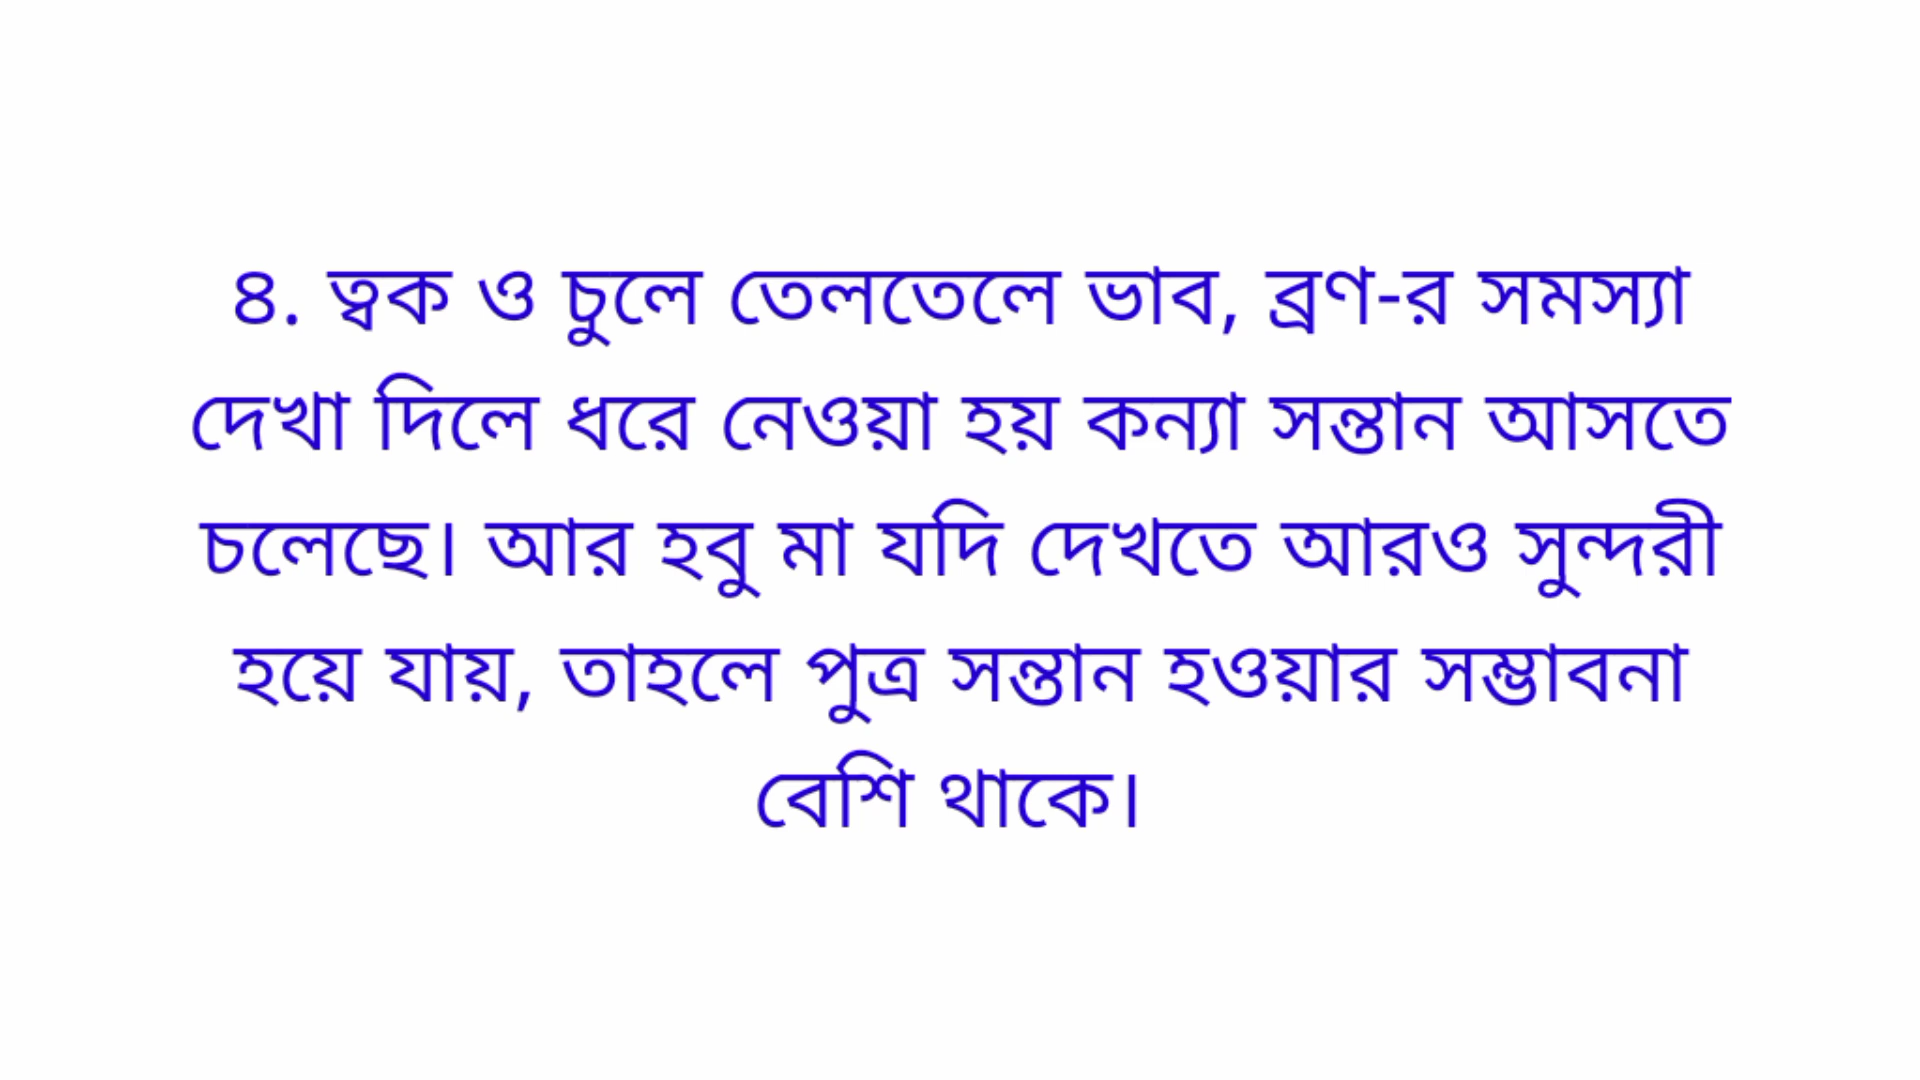 ৪. ত্বক ও চুলে তেলতেলে ভাব, ব্রণ-র সমস্যা
দেখা দিলে ধরে নেওয়া হয় কন্যা সন্তান আসতে
চলেছে। আর হবু মা যদি দেখতে আরও সুন্দরী
হয়ে যায়, তাহলে পুত্র সন্তান হওয়ার সম্ভাবনা
বেশি থাকে।